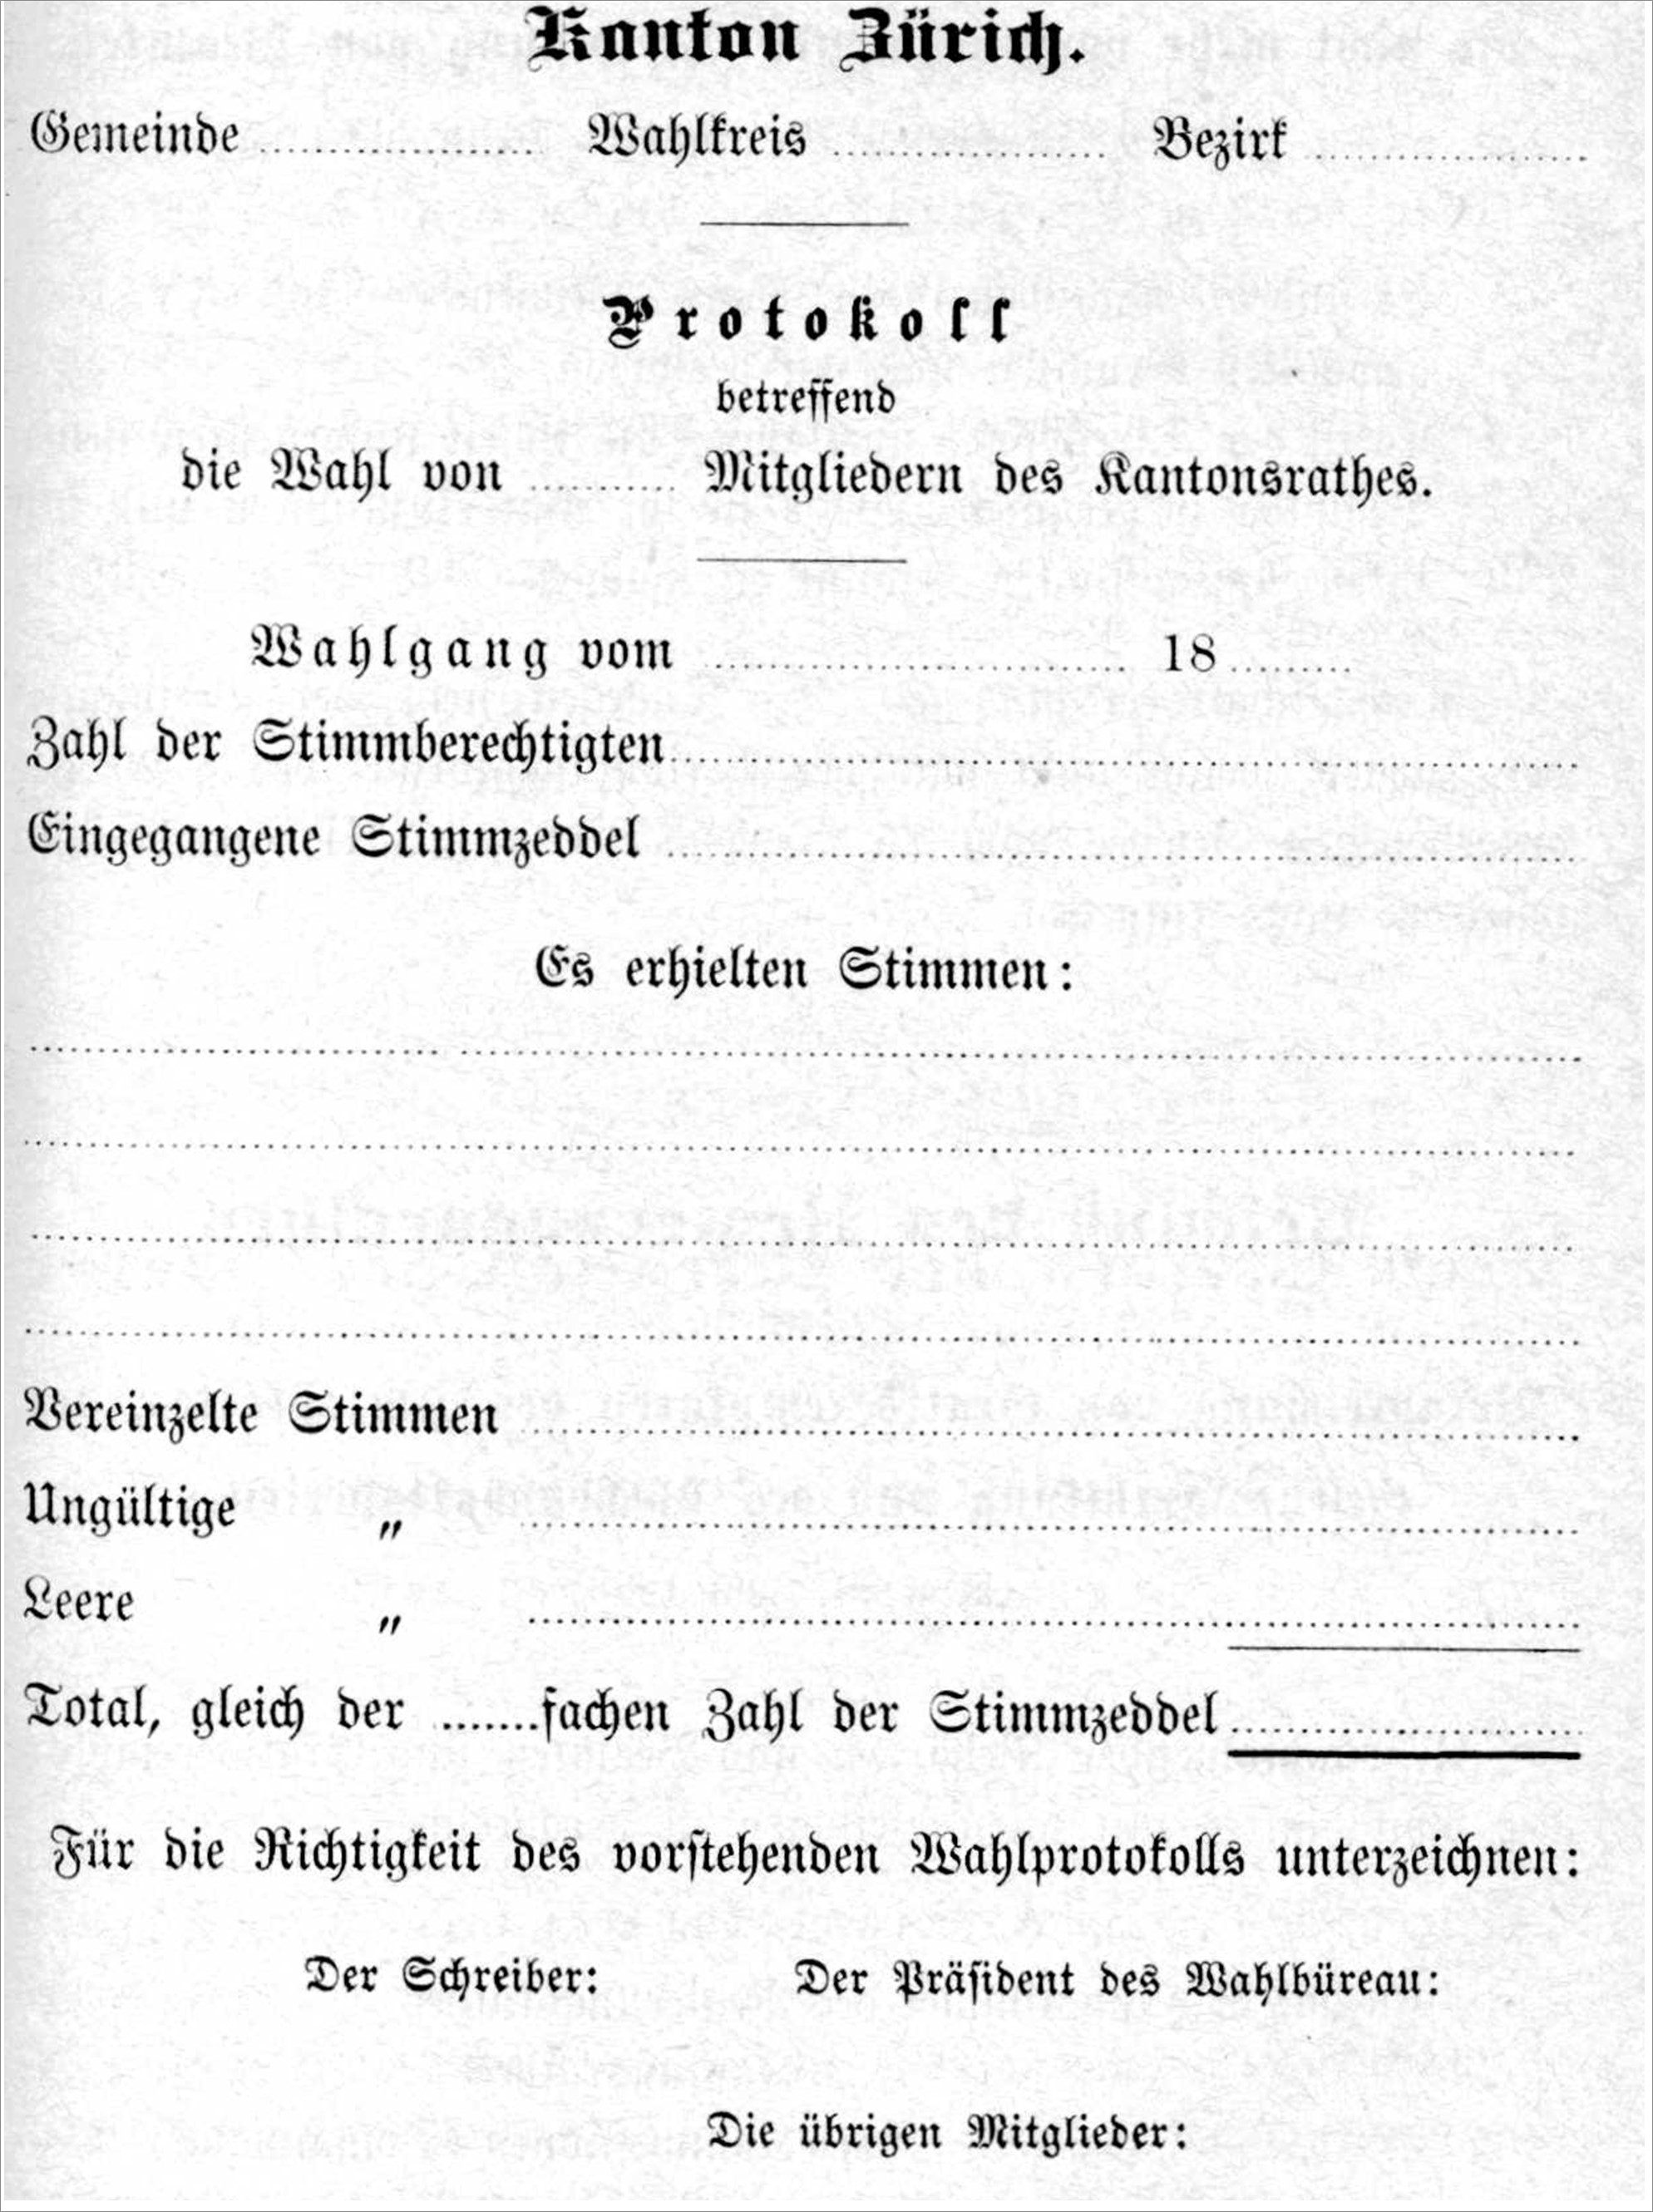 Kanton Zürich.
Gemeinde .................... Wahlkreis .................... Bezirk ....................
Protokoll
betreffend
die Wahl von ........... Mitgliedern des Kantonsrathes.
Wahlgang vom .............................. 18.........
Zahl der Stimmberechtigten..............................
Eingegangene Stimmzeddel ..............................
Es erhielten Stimmen:
Vereinzelte Stimmen ..............................
Ungültige „ ..............................
Leere „ ..............................
Total, gleich der .......fachen Zahl der Stimmzeddel....................
Für die Richtigkeit des vorstehenden Wahlprotokolls unterzeichnen:
Der Schreiber: Der Präsident des Wahlbüreau:
Die übrigen Mitglieder: